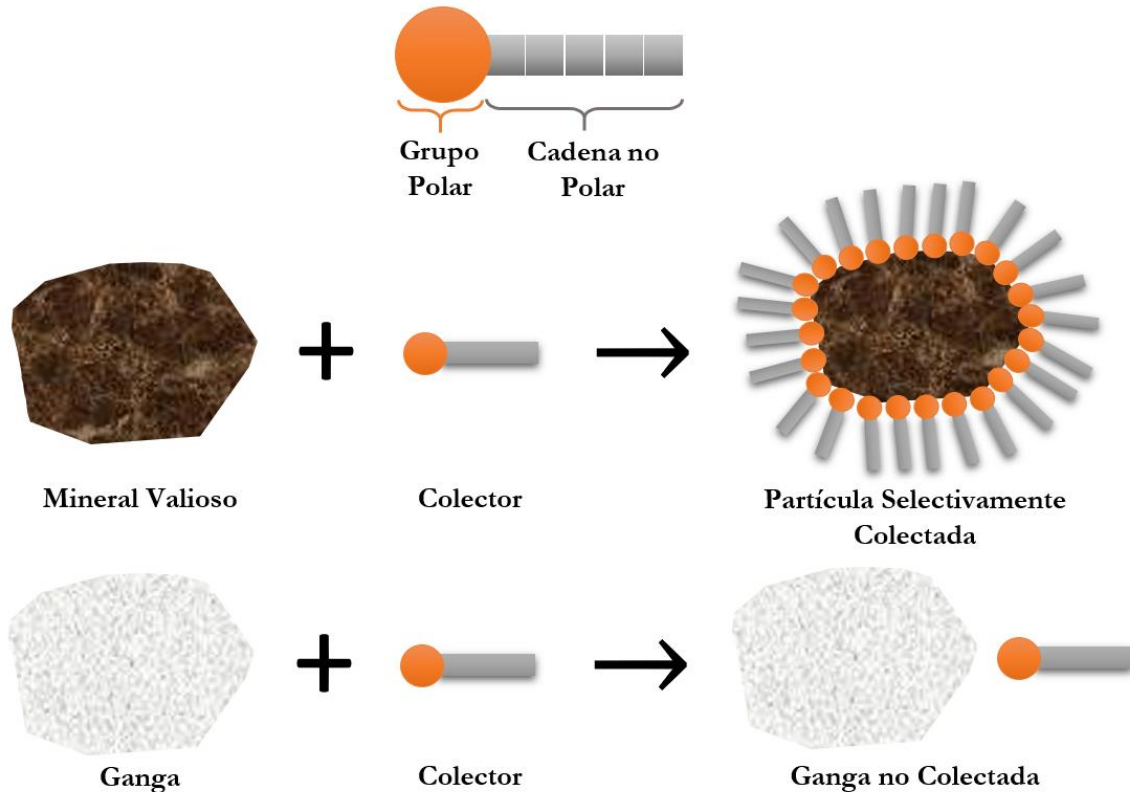 Grupo
Polar
Cadena no
Polar
Mineral Valioso
Colector
Partícula Selectivamente
Colectada
Ganga
Colector
Ganga no Colectada